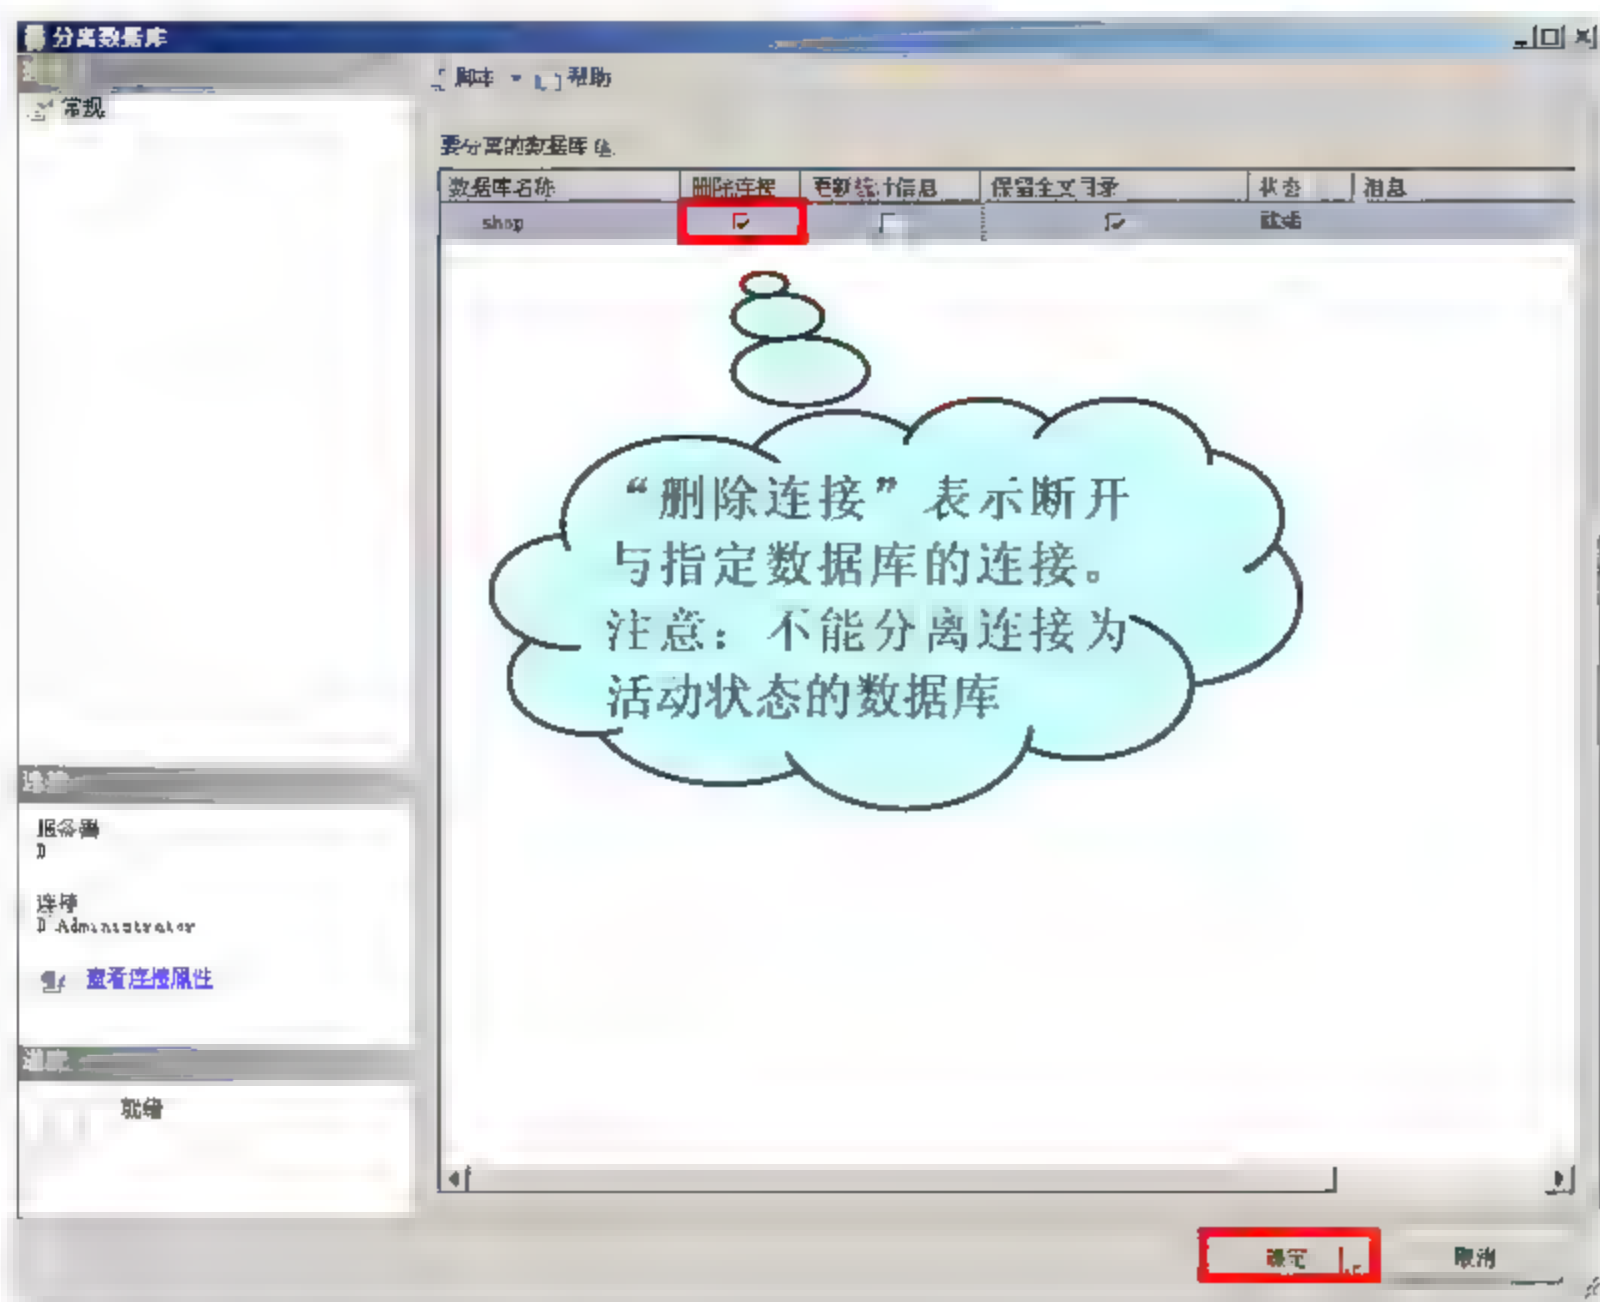 分离数据库
脚本 帮助
常规
要分离的数据库
数据库名称 删除连接 更新统计信息 保留全文目录 状态 消息
shop 就绪
“删除连接”表示断开
与指定数据库的连接。
注意：不能分离连接为
活动状态的数据库
连接
服务器
D
连接
D Administrator
查看连接属性
进度
就绪
确定 取消